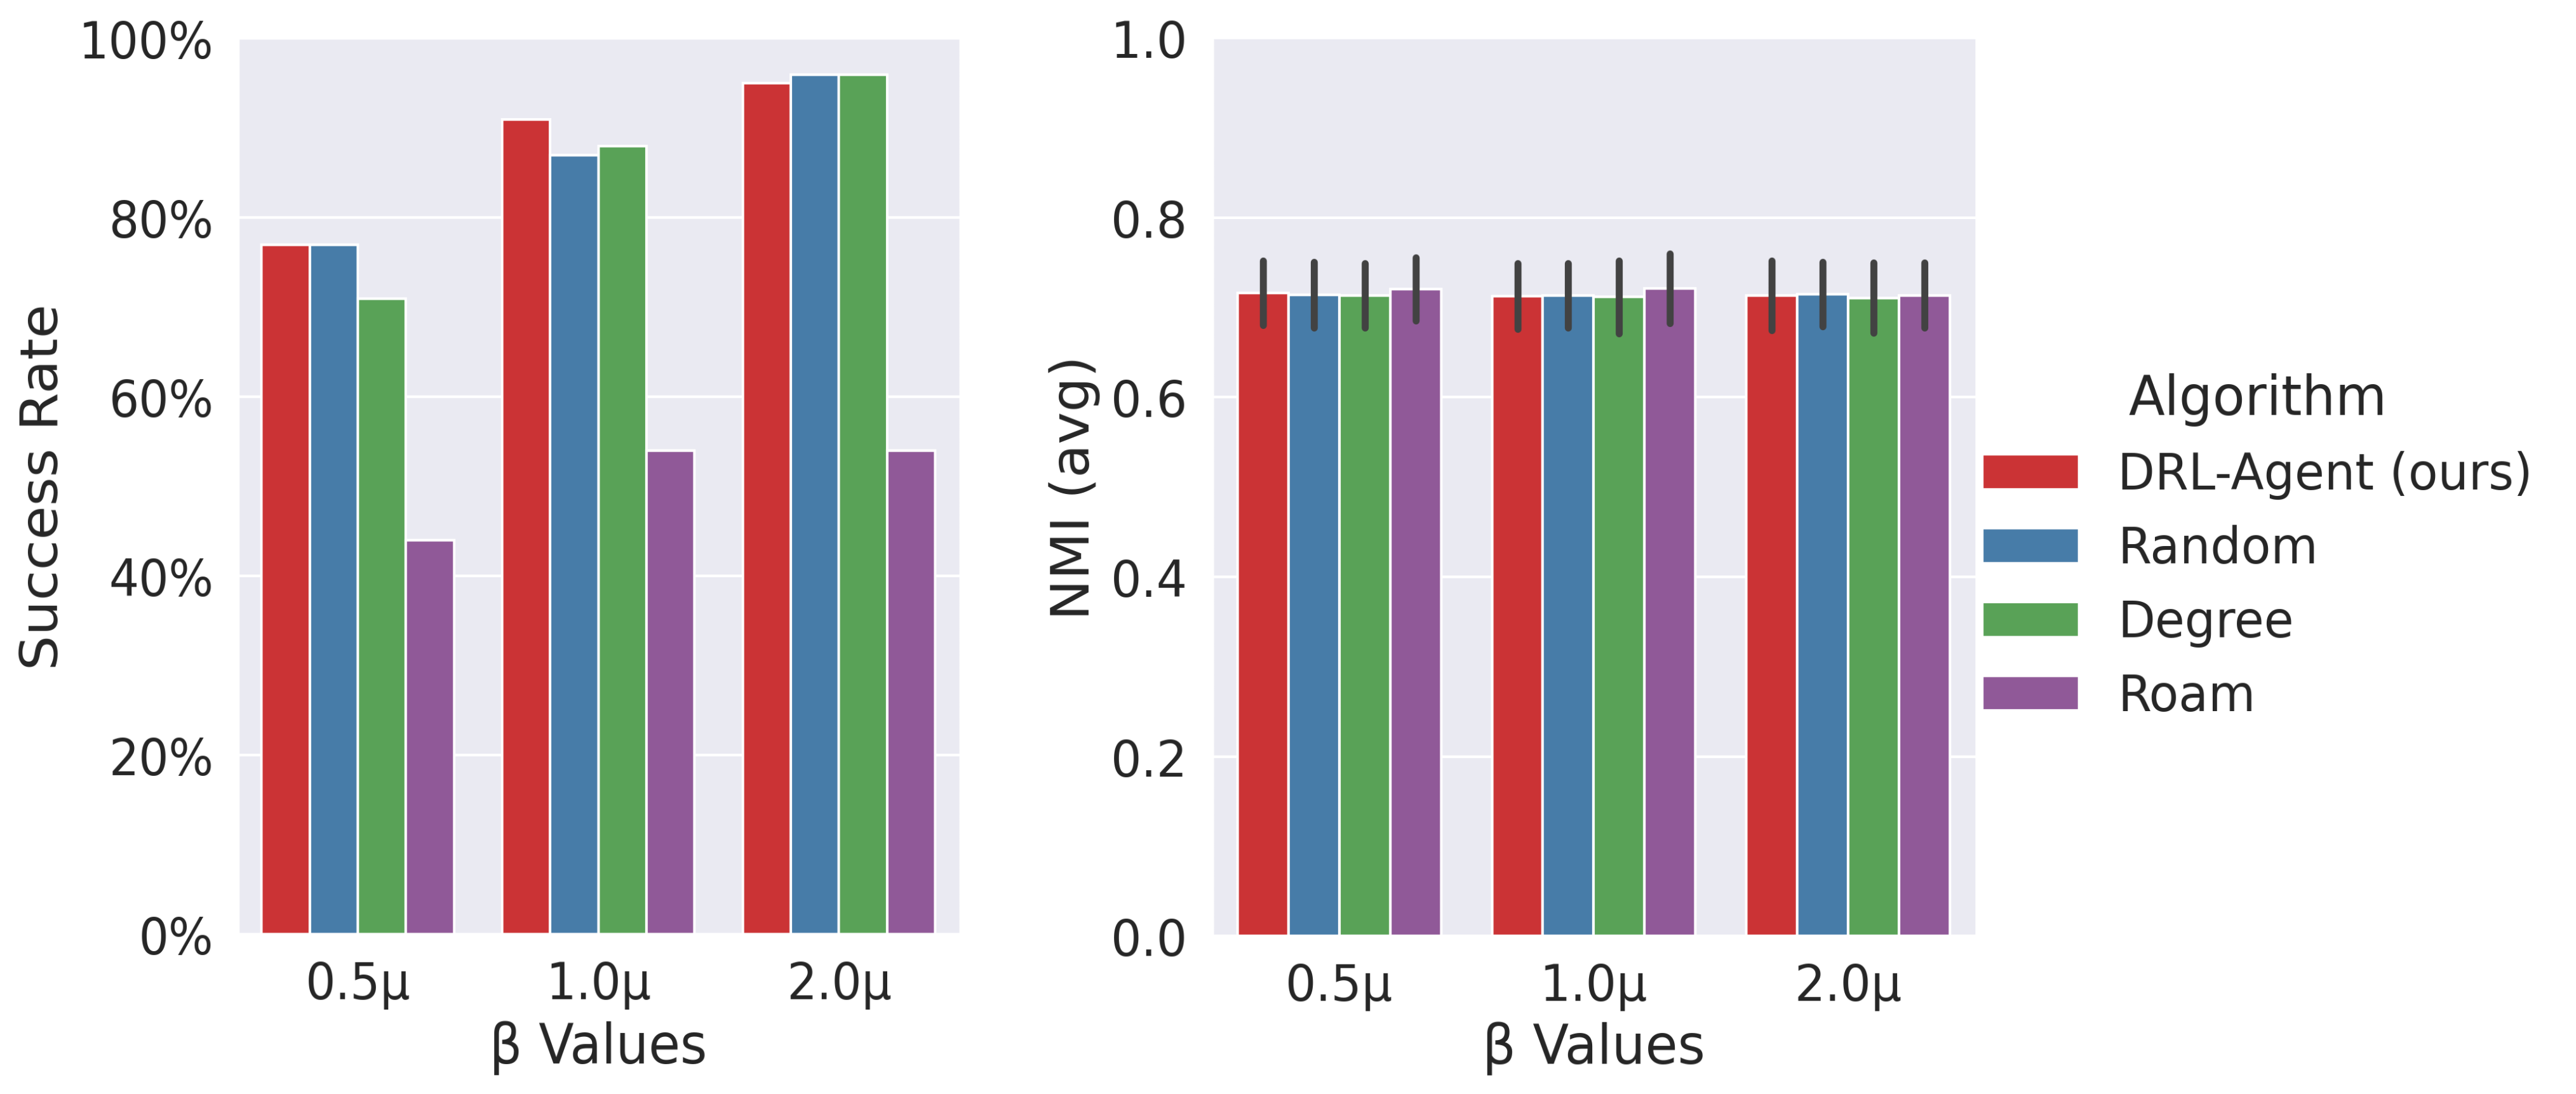 100%
80%
60%
40%
20%
0%
Success Rate
0.5μ 1.0μ 2.0μ
β Values
1.0
0.8
0.6
0.4
0.2
0.0
NMI (avg)
0.5μ 1.0μ 2.0μ
β Values
Algorithm
DRL-Agent (ours)
Random
Degree
Roam